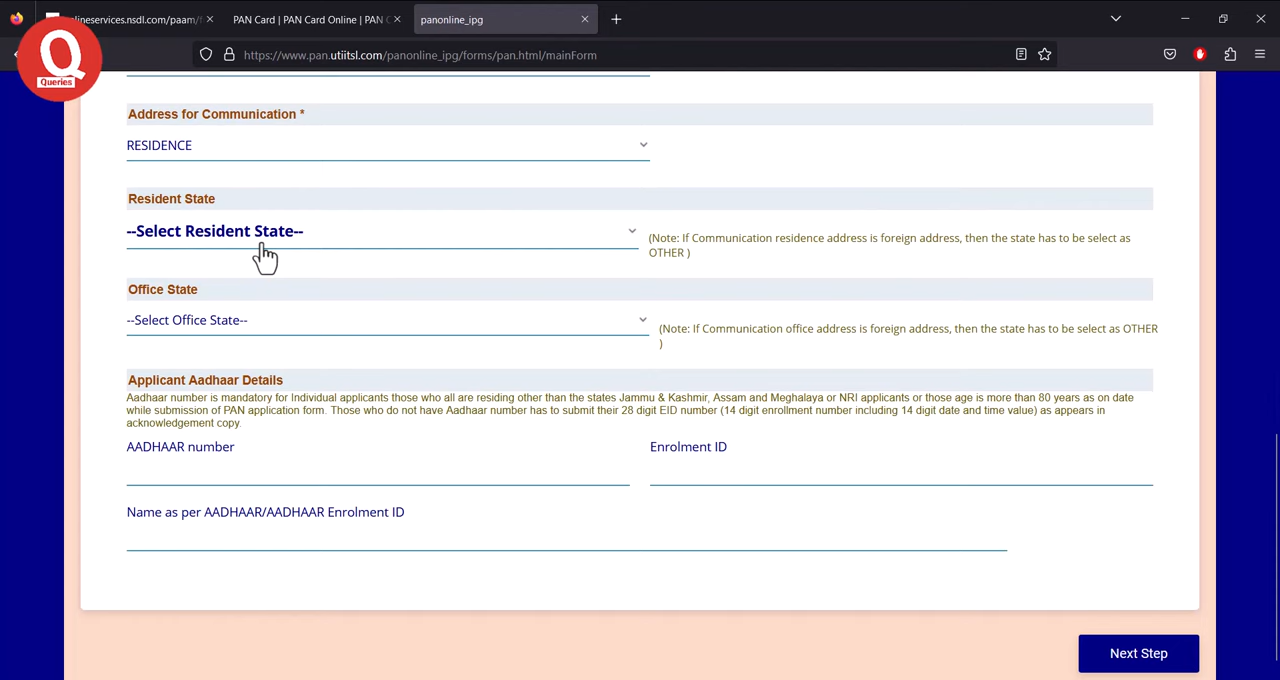 nlineservices.nsdl.com/paam/
PAN Card | PAN Card Online | PAN C
panonline_ipg
https://www.pan.utiitsl.com/panonline_ipg/forms/pan.html/mainForm
Q
Queries
Address for Communication *
RESIDENCE
Resident State
--Select Resident State--
(Note: If Communication residence address is foreign address, then the state has to be select as
OTHER )
Office State
--Select Office State--
(Note: If Communication office address is foreign address, then the state has to be select as OTHER
)
Applicant Aadhaar Details
Aadhaar number is mandatory for Individual applicants those who all are residing other than the states Jammu & Kashmir, Assam and Meghalaya or NRI applicants or those age is more than 80 years as on date
while submission of PAN application form. Those who do not have Aadhaar number has to submit their 28 digit EID number (14 digit enrollment number including 14 digit date and time value) as appears in
acknowledgement copy.
AADHAAR number
Enrolment ID
Name as per AADHAAR/AADHAAR Enrolment ID
Next Step